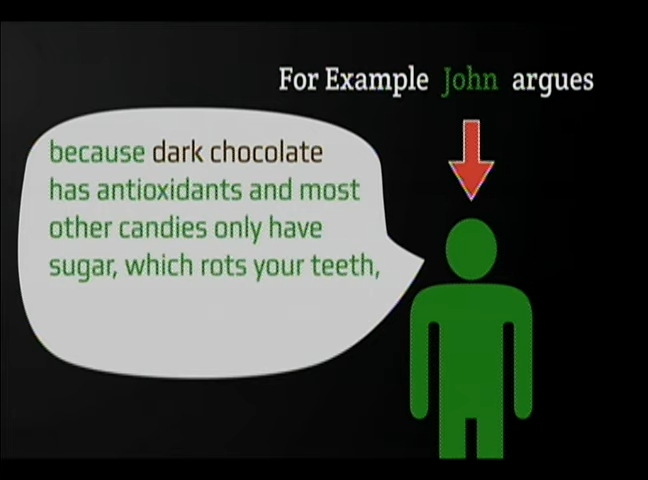 For Example John argues
because dark chocolate
has antioxidants and most
other candies only have
sugar, which rots your teeth,